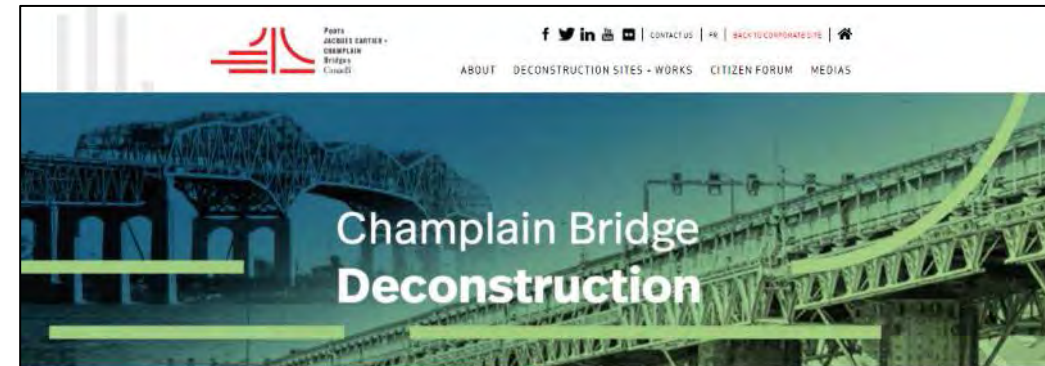 PONTS
JACQUES CARTIER +
CHAMPLAIN
Bridges
Canada
CONTACT US | FR | BACK TO CORPORATE SITE
ABOUT DECONSTRUCTION SITES + WORKS CITIZEN FORUM MEDIAS
Champlain Bridge
Deconstruction